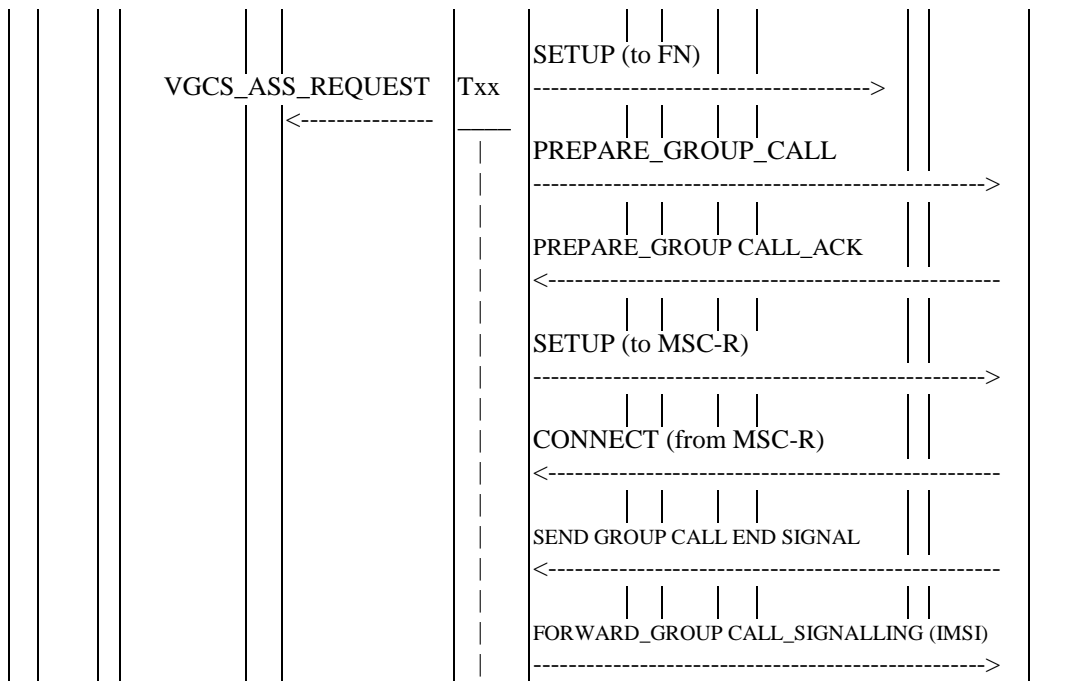 SETUP (to FN)
VGCS_ASS_REQUEST Txx
PREPARE_GROUP_CALL
PREPARE_GROUP CALL_ACK
SETUP (to MSC-R)
CONNECT (from MSC-R)
SEND GROUP CALL END SIGNAL
FORWARD_GROUP CALL_SIGNALLING (IMSI)